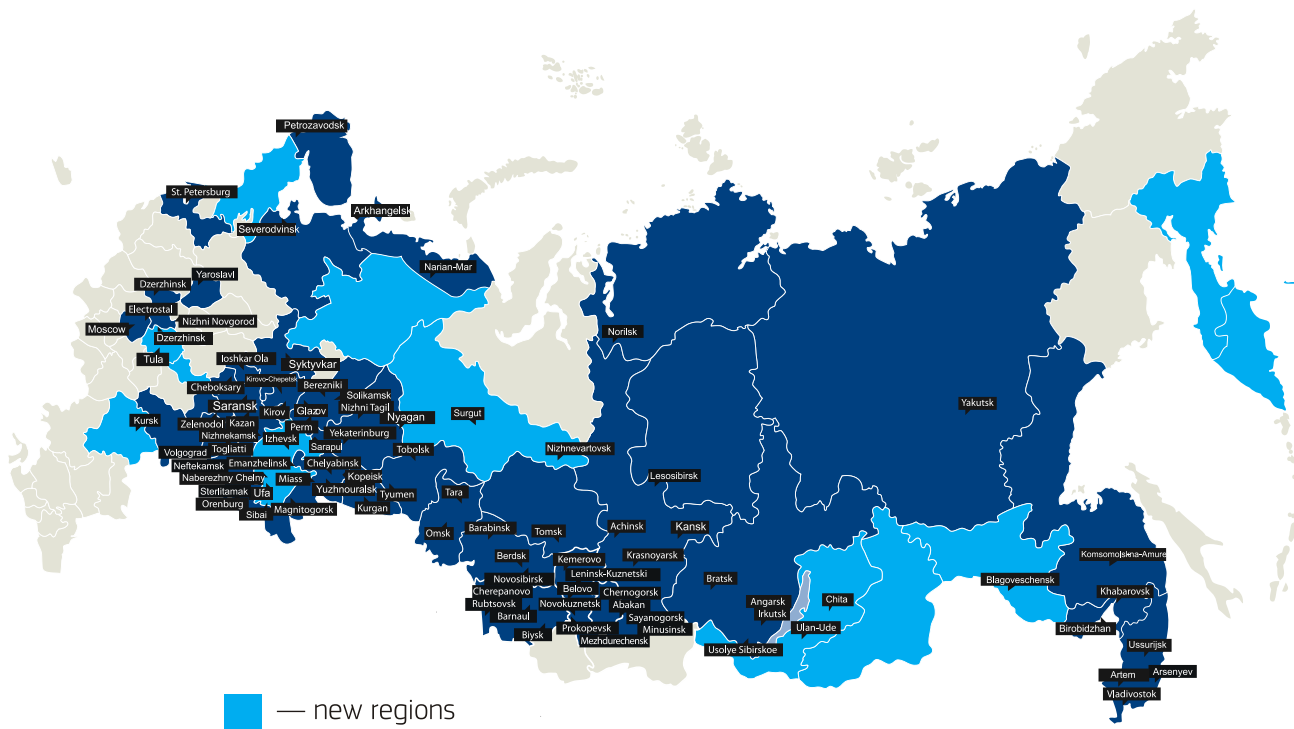 Petrozavodsk
St. Petersburg
Arkhangelsk
Severodvinsk
Narian-Mar
Yaroslavl
Dzerzhinsk
Electrostal
Nizhni Novgorod
Moscow
Norilsk
Dzerzhinsk
Tula
Ioshkar Ola
Syktyvkar
Kirovo-Chepetsk
Cheboksary
Berezniki
Solikamsk
Yakutsk
Saransk
Kirov
Glazov
Nizhni Tagil
Nyagan
Surgut
Kursk
Zelenodol
Kazan
Perm
Nizhnekamsk
Izhevsk
Yekaterinburg
Volgograd
Togliatti
Sarapul
Tobolsk
Nizhnevartovsk
Neftekamsk
Emanzhelinsk
Chelyabinsk
Naberezhny Chelny
Miass
Kopeisk
Lesosibirsk
Sterlitamak
Ufa
Yuzhnouralsk
Tyumen
Tara
Orenburg
Sibai
Magnitogorsk
Kurgan
Omsk
Barabinsk
Tomsk
Achinsk
Kansk
Berdsk
Kemerovo
Krasnoyarsk
Komsomolsk-na-Amure
Novosibirsk
Leninsk-Kuznetski
Bratsk
Blagoveschensk
Cherepanovo
Belovo
Chernogorsk
Khabarovsk
Rubtsovsk
Novokuznetsk
Abakan
Angarsk
Chita
Barnaul
Sayanogorsk
Irkutsk
Biysk
Prokopevsk
Minusinsk
Ulan-Ude
Birobidzhan
Mezhdurechensk
Usolye Sibirskoe
Ussurijsk
Artem
Arsenyev
Vladivostok
— new regions